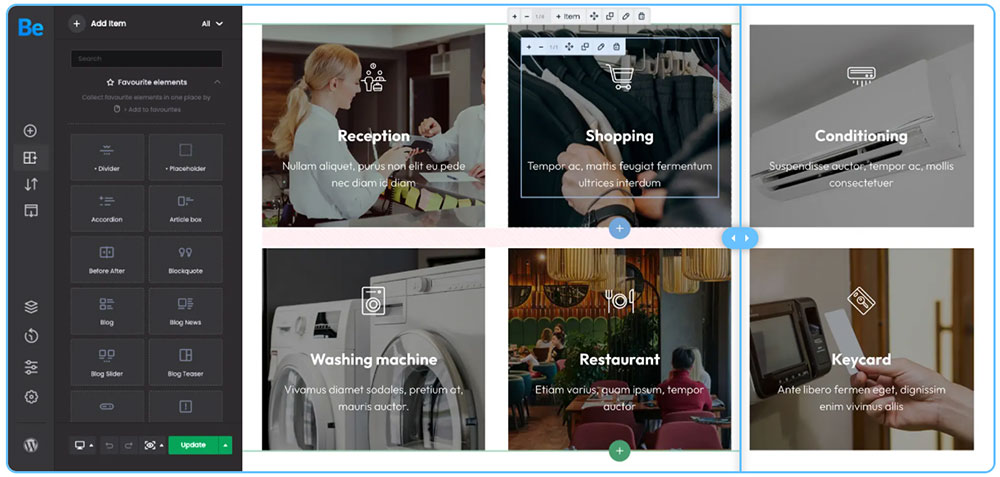 Be
Add Item
All
Search
Favourite elements
Collect favourite elements in one place by
+ Add to favourites
• Divider
• Placeholder
Accordion
Article box
Before After
Blockquote
Blog
Blog News
Blog Slider
Blog Teaser
Update
1/6
+ Item
1/1
Reception
Nullam aliquet, purus non elit eu pede
nec diam id diam
Shopping
Tempor ac, mattis feugiat fermentum
ultrices interdum
Conditioning
Suspendisse auctor, tempor ac, mollis
consectetuer
Washing machine
Vivamus diamet sodales, pretium at,
mauris auctor.
Restaurant
Etiam varius, quam ipsum, tempor
auctor
Keycard
Ante libero fermen eget, dignissim
enim vivimus allis